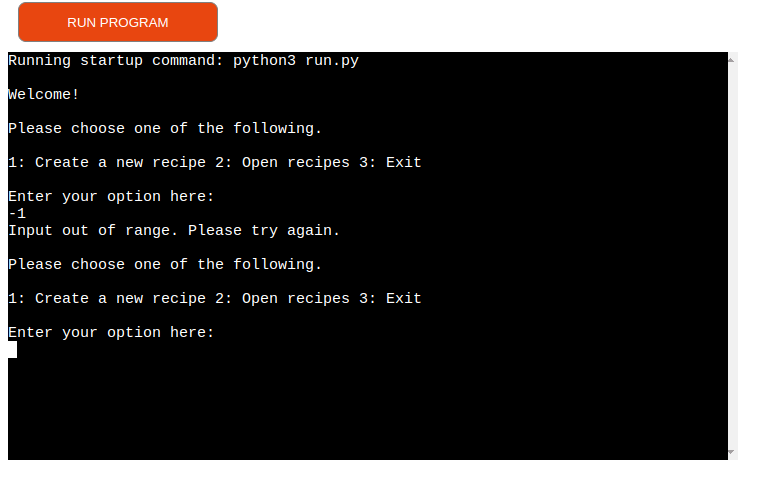 RUN PROGRAM
Running startup command: python3 run.py
Welcome!
Please choose one of the following.
1: Create a new recipe 2: Open recipes 3: Exit
Enter your option here:
-1
Input out of range. Please try again.
Please choose one of the following.
1: Create a new recipe 2: Open recipes 3: Exit
Enter your option here: